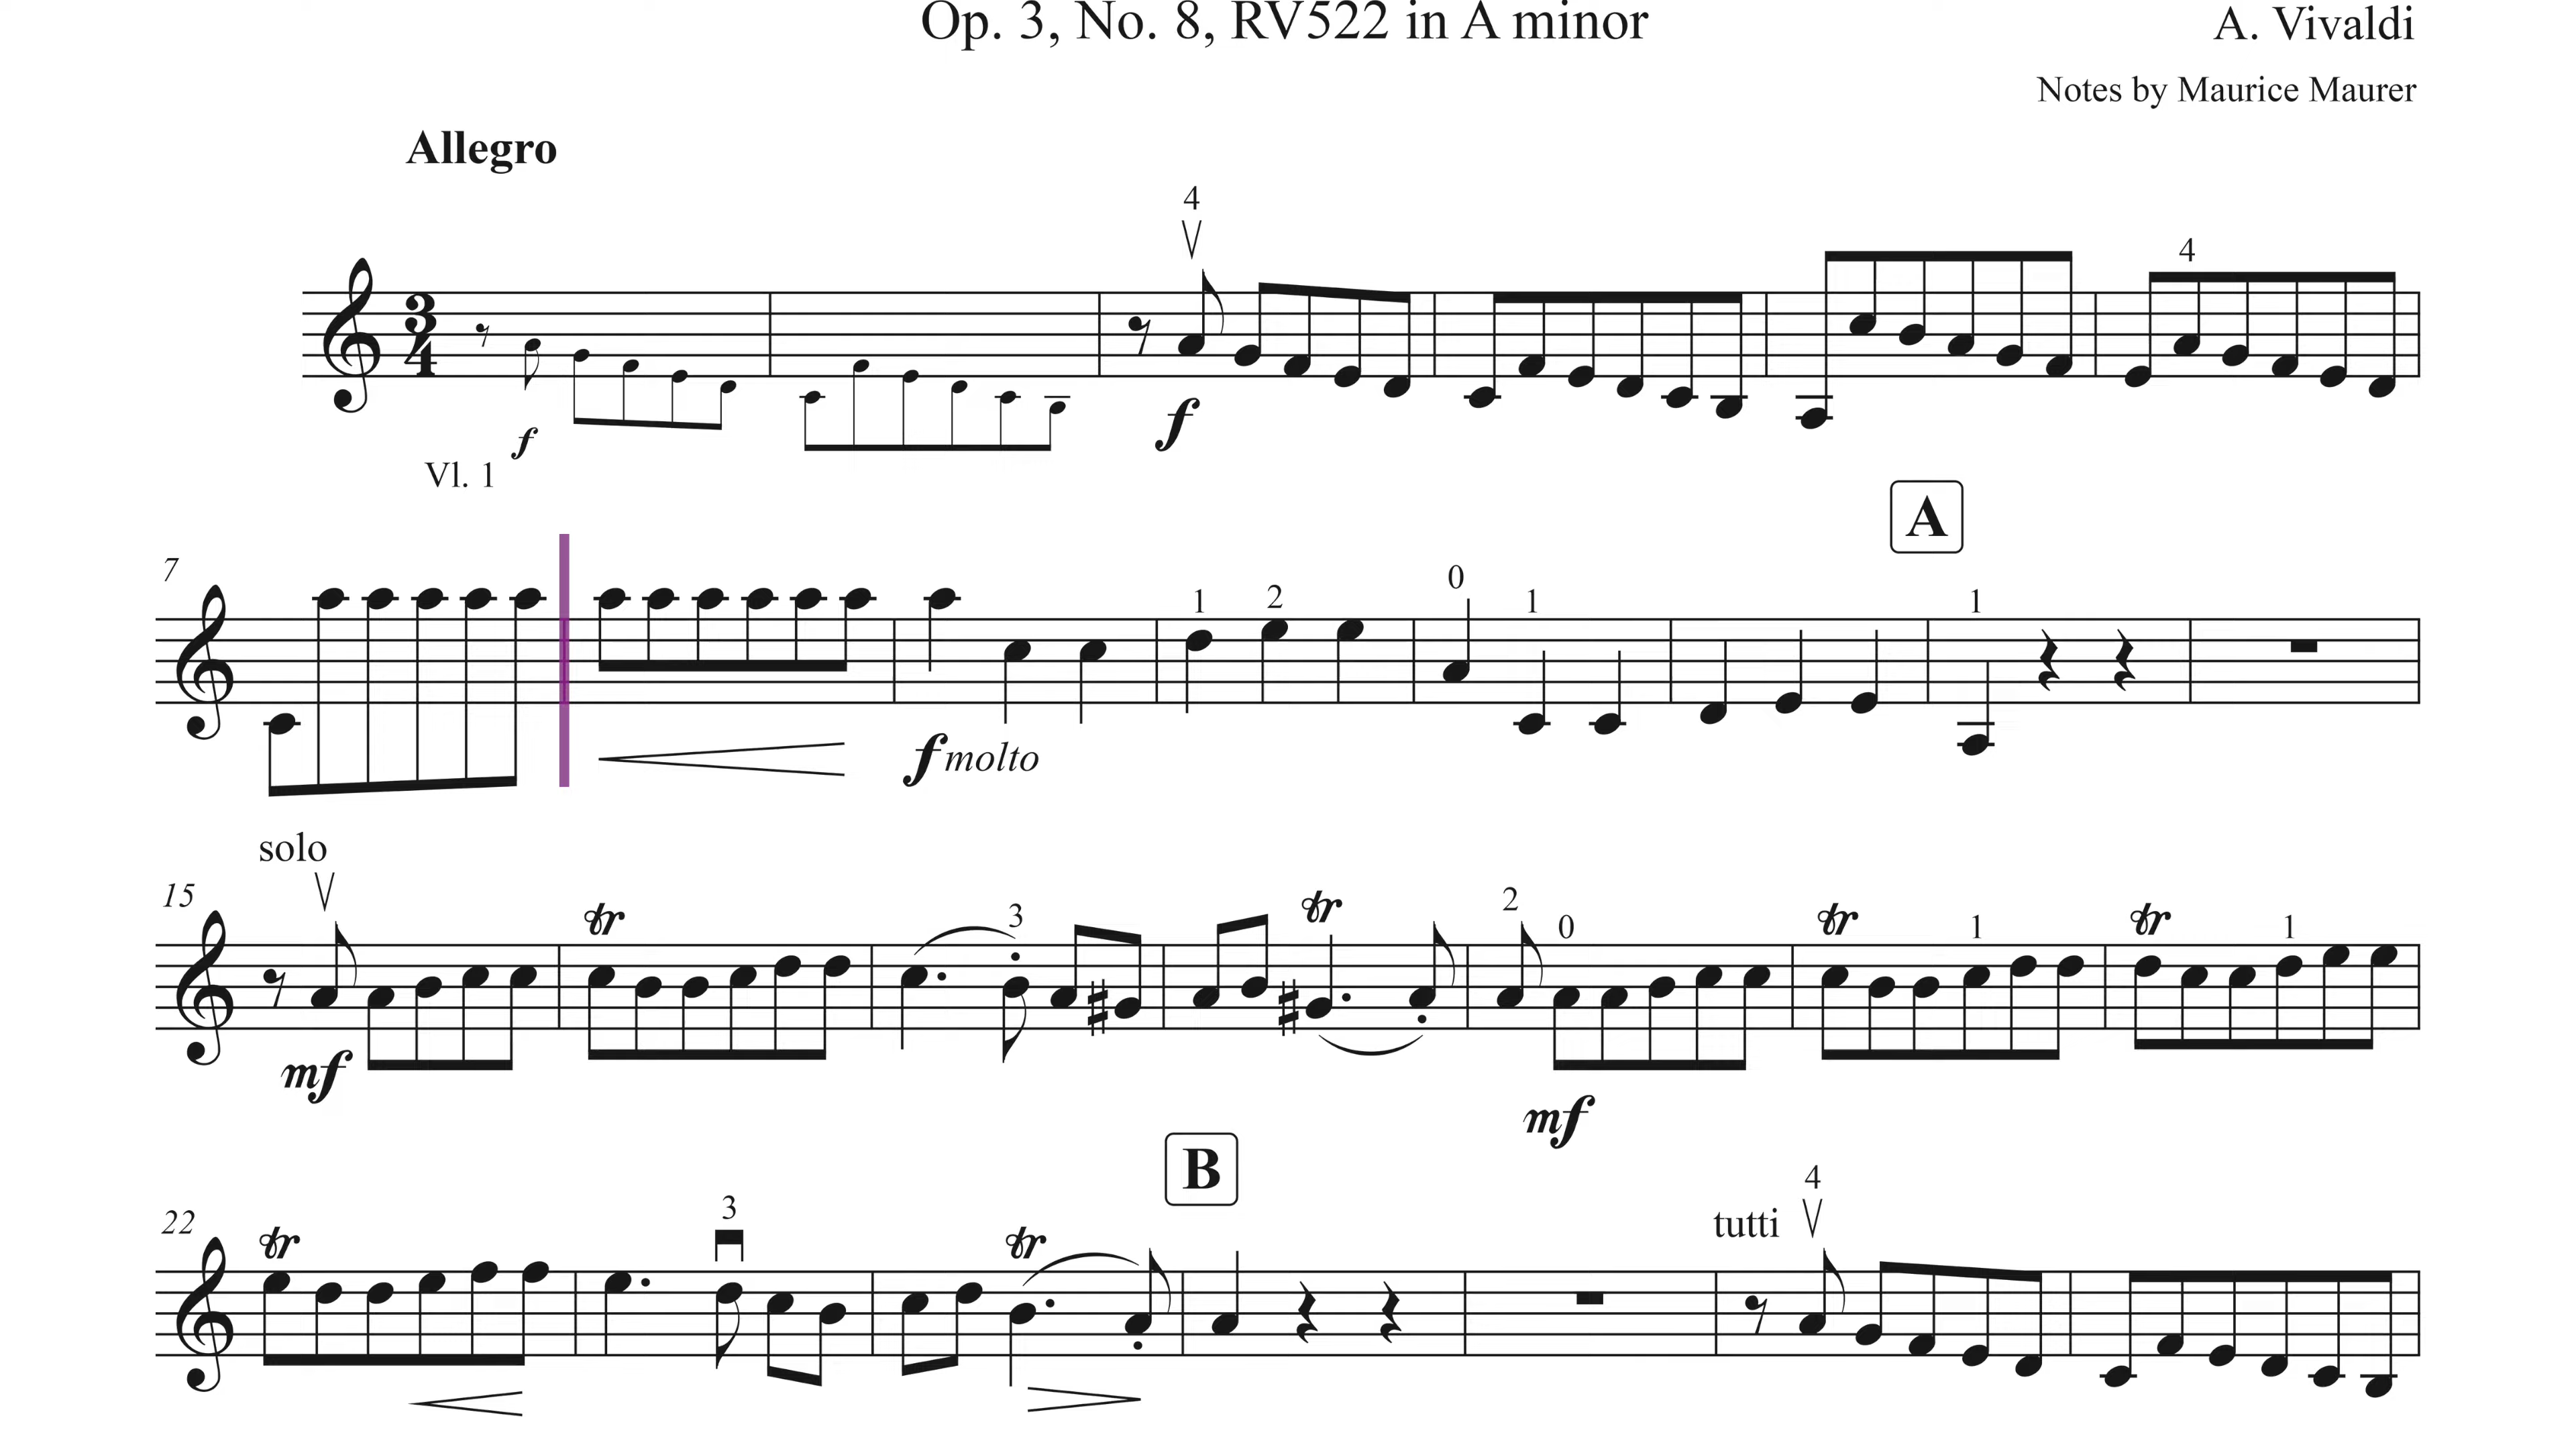 Op. 3, No. 8, RV522 in A minor
A. Vivaldi
Notes by Maurice Maurer
Allegro
4
4
3
4
f
f
Vl. 1
A
7
1
2
0
1
1
f molto
solo
15
tr
3
tr
2
0
tr
1
tr
1
mf
mf
B
22
tr
3
tr
tutti
4